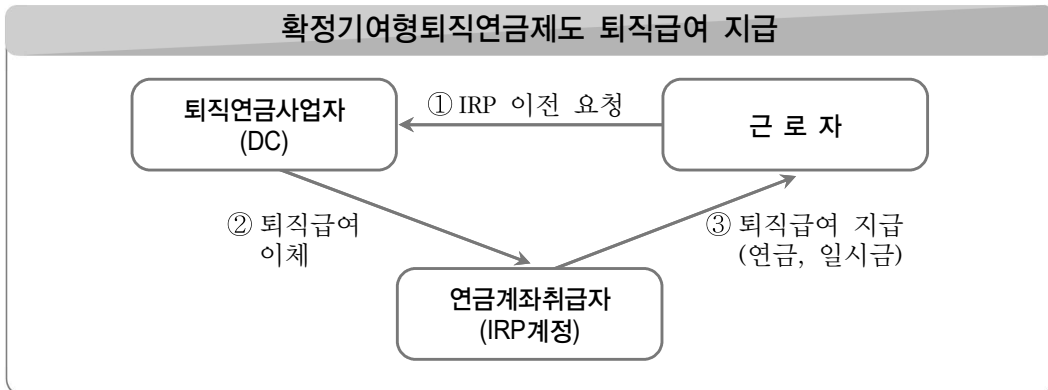 확정기여형퇴직연금제도 퇴직급여 지급
퇴직연금사업자
(DC)
① IRP 이전 요청
근 로 자
② 퇴직급여
이체
③ 퇴직급여 지급
(연금, 일시금)
연금계좌취급자
(IRP계정)